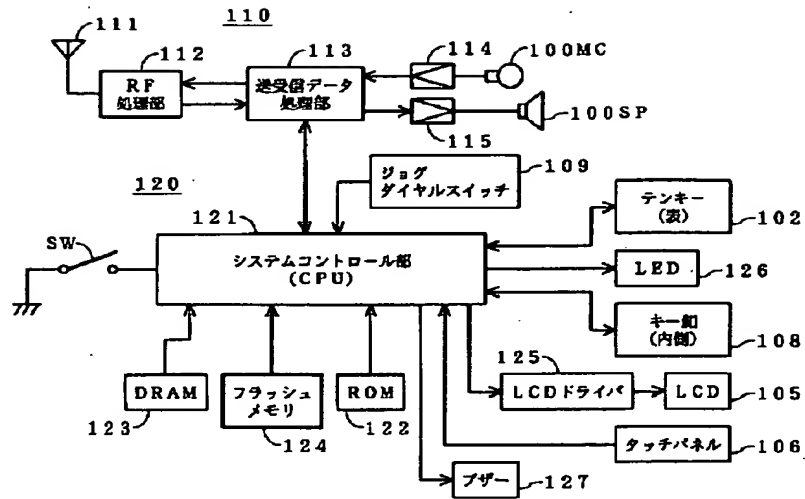 110
111
112
113
114
100MC
RF
処理部
送受信データ
処理部
115
100SP
120
109
ジョグ
ダイヤルスイッチ
121
SW
システムコントロール部
(CPU)
テンキー
(表)
102
LED
126
キー釦
(内側)
108
DRAM
123
フラッシュ
メモリ
124
ROM
122
125
LCDドライバ
LCD
105
タッチパネル
106
ブザー
127